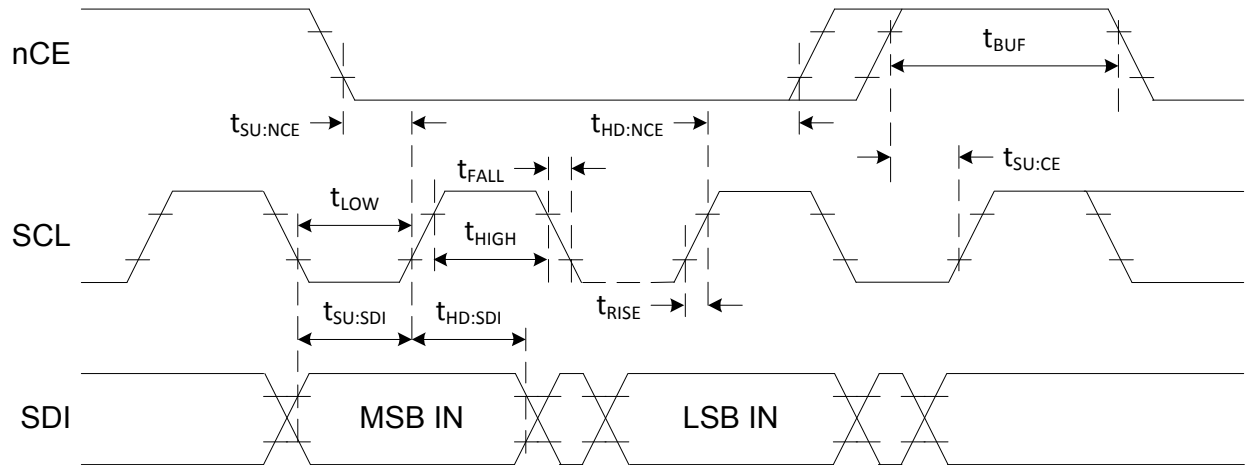 nCE
tBUF
tSU:NCE
tHD:NCE
tSU:CE
tFALL
tLOW
SCL
tHIGH
tRISE
tSU:SDI
tHD:SDI
SDI
MSB IN
LSB IN